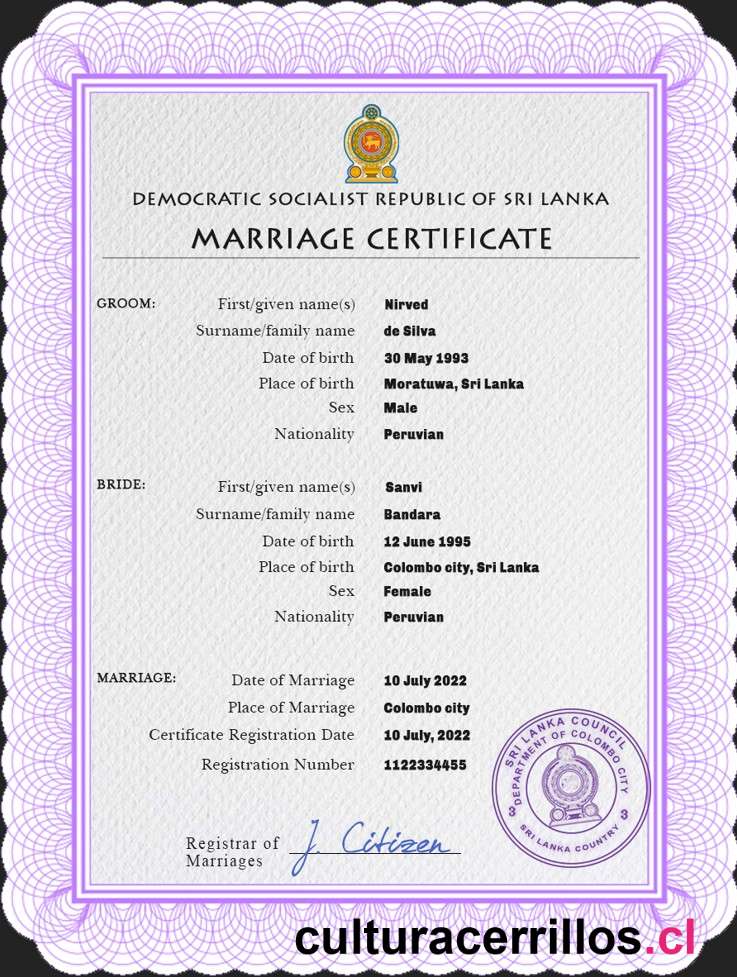 DEMOCRATIC SOCIALIST REPUBLIC OF SRI LANKA
MARRIAGE CERTIFICATE
GROOM: First/given name(s) Nirved
Surname/family name de Silva
Date of birth 30 May 1993
Place of birth Moratuwa, Sri Lanka
Sex Male
Nationality Peruvian
BRIDE: First/given name(s) Sanvi
Surname/family name Bandara
Date of birth 12 June 1995
Place of birth Colombo city, Sri Lanka
Sex Female
Nationality Peruvian
MARRIAGE: Date of Marriage 10 July 2022
Place of Marriage Colombo city
Certificate Registration Date 10 July, 2022
Registration Number 1122334455
SRI LANKA COUNCIL
DEPARTMENT OF COLOMBO CITY
3 3
SRI LANKA COUNTRY
Registrar of
Marriages
J. Citizen
culturacerrillos.cl